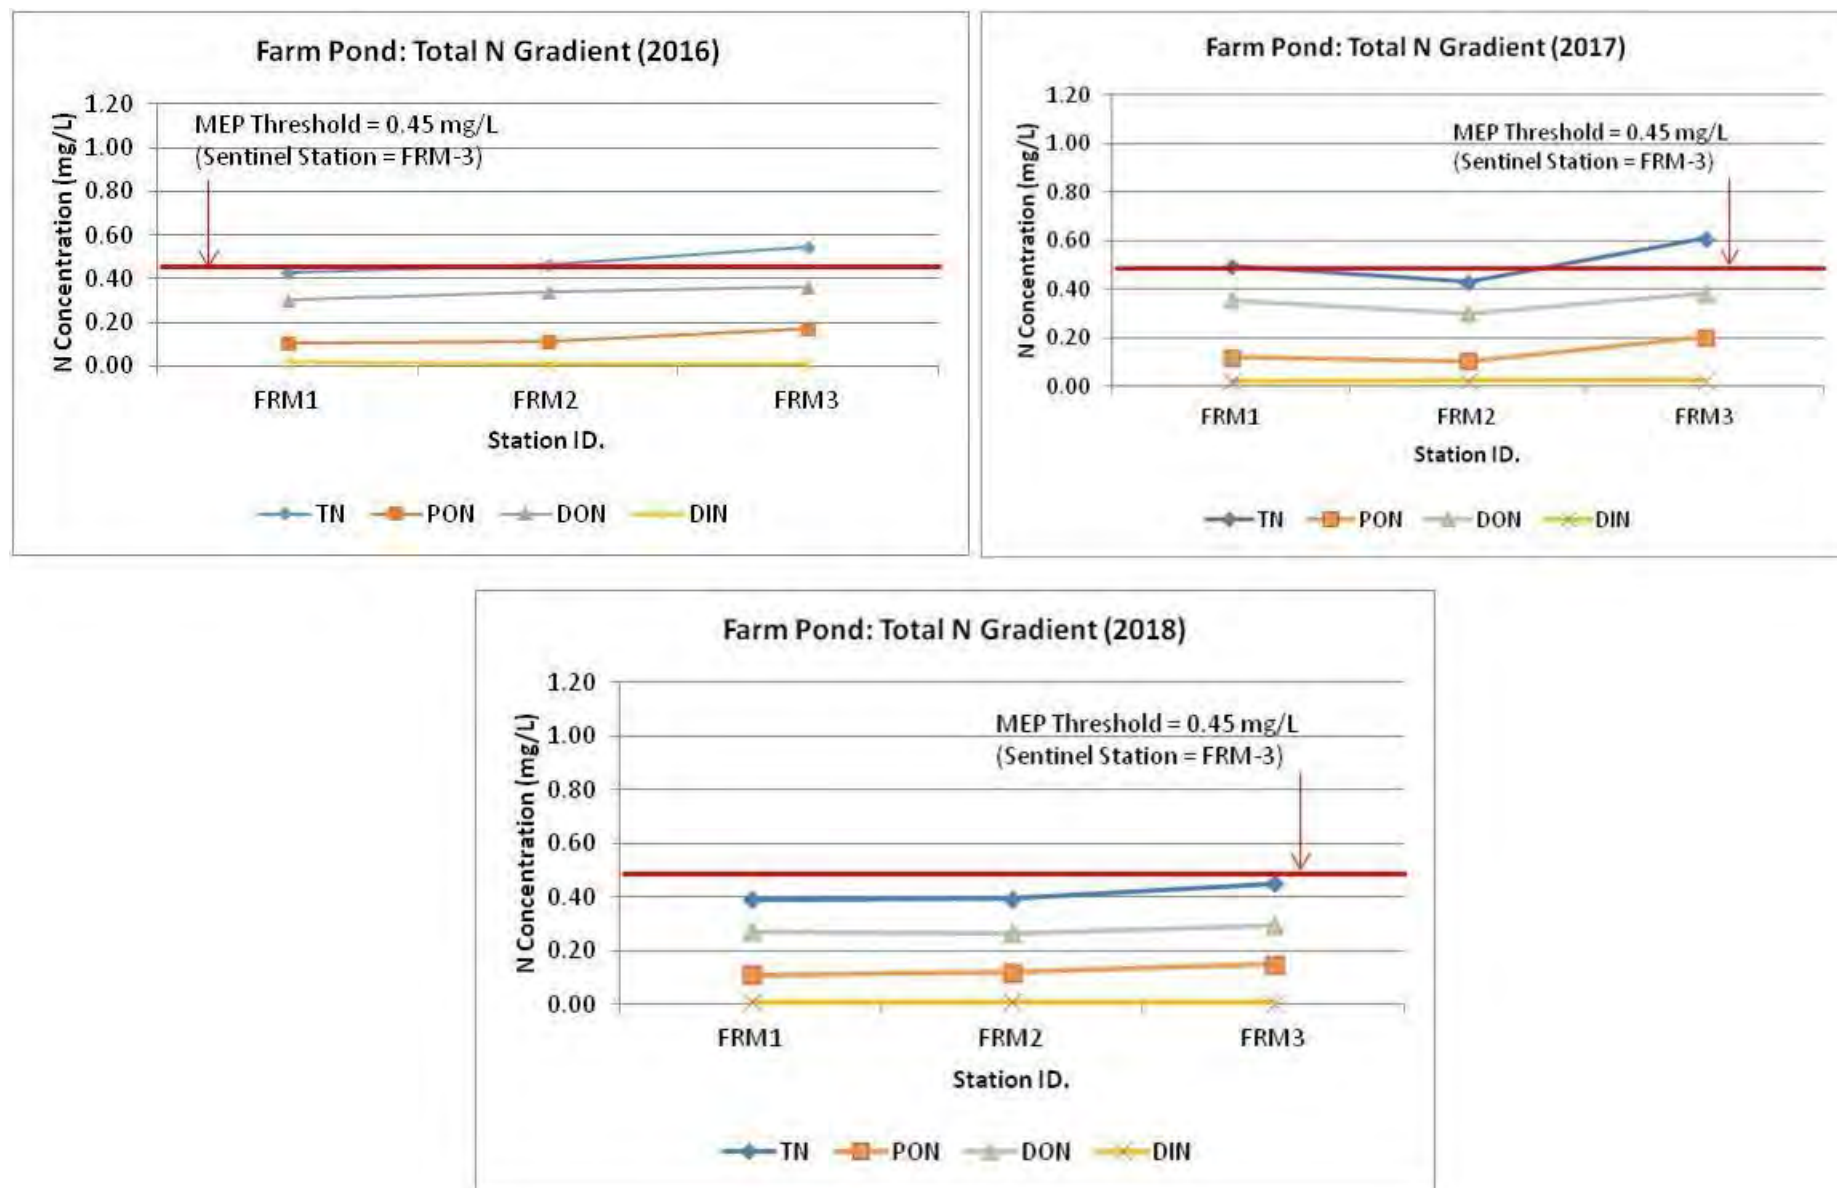 Farm Pond: Total N Gradient (2016)
N Concentration (mg/L)
1.20
1.00
0.80
0.60
0.40
0.20
0.00
MEP Threshold = 0.45 mg/L
(Sentinel Station = FRM-3)
FRM1 FRM2 FRM3
Station ID.
TN PON DON DIN
Farm Pond: Total N Gradient (2017)
N Concentration (mg/L)
1.20
1.00
0.80
0.60
0.40
0.20
0.00
MEP Threshold = 0.45 mg/L
(Sentinel Station = FRM-3)
FRM1 FRM2 FRM3
Station ID.
TN PON DON DIN
Farm Pond: Total N Gradient (2018)
N Concentration (mg/L)
1.20
1.00
0.80
0.60
0.40
0.20
0.00
MEP Threshold = 0.45 mg/L
(Sentinel Station = FRM-3)
FRM1 FRM2 FRM3
Station ID.
TN PON DON DIN